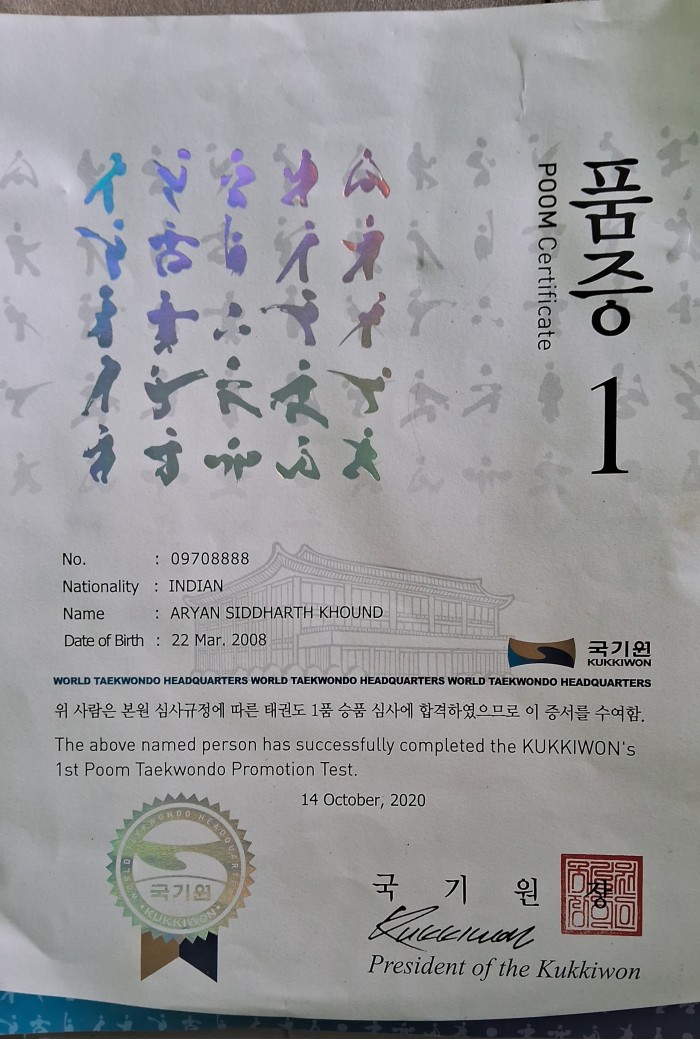 품증
POOM Certificate
1
No. : 09708888
Nationality : INDIAN
Name : ARYAN SIDDHARTH KHOUND
Date of Birth : 22 Mar. 2008
국기원
KUKKIWON
WORLD TAEKWONDO HEADQUARTERS WORLD TAEKWONDO HEADQUARTERS WORLD TAEKWONDO HEADQUARTERS
위 사람은 본원 심사규정에 따른 태권도 1품 승품 심사에 합격하였으므로 이 증서를 수여함.
The above named person has successfully completed the KUKKIWON's
1st Poom Taekwondo Promotion Test.
14 October, 2020
WORLD TAEKWONDO HEADQUARTERS
국기원
KUKKIWON
국 기 원 장
Kukkiwon
President of the Kukkiwon